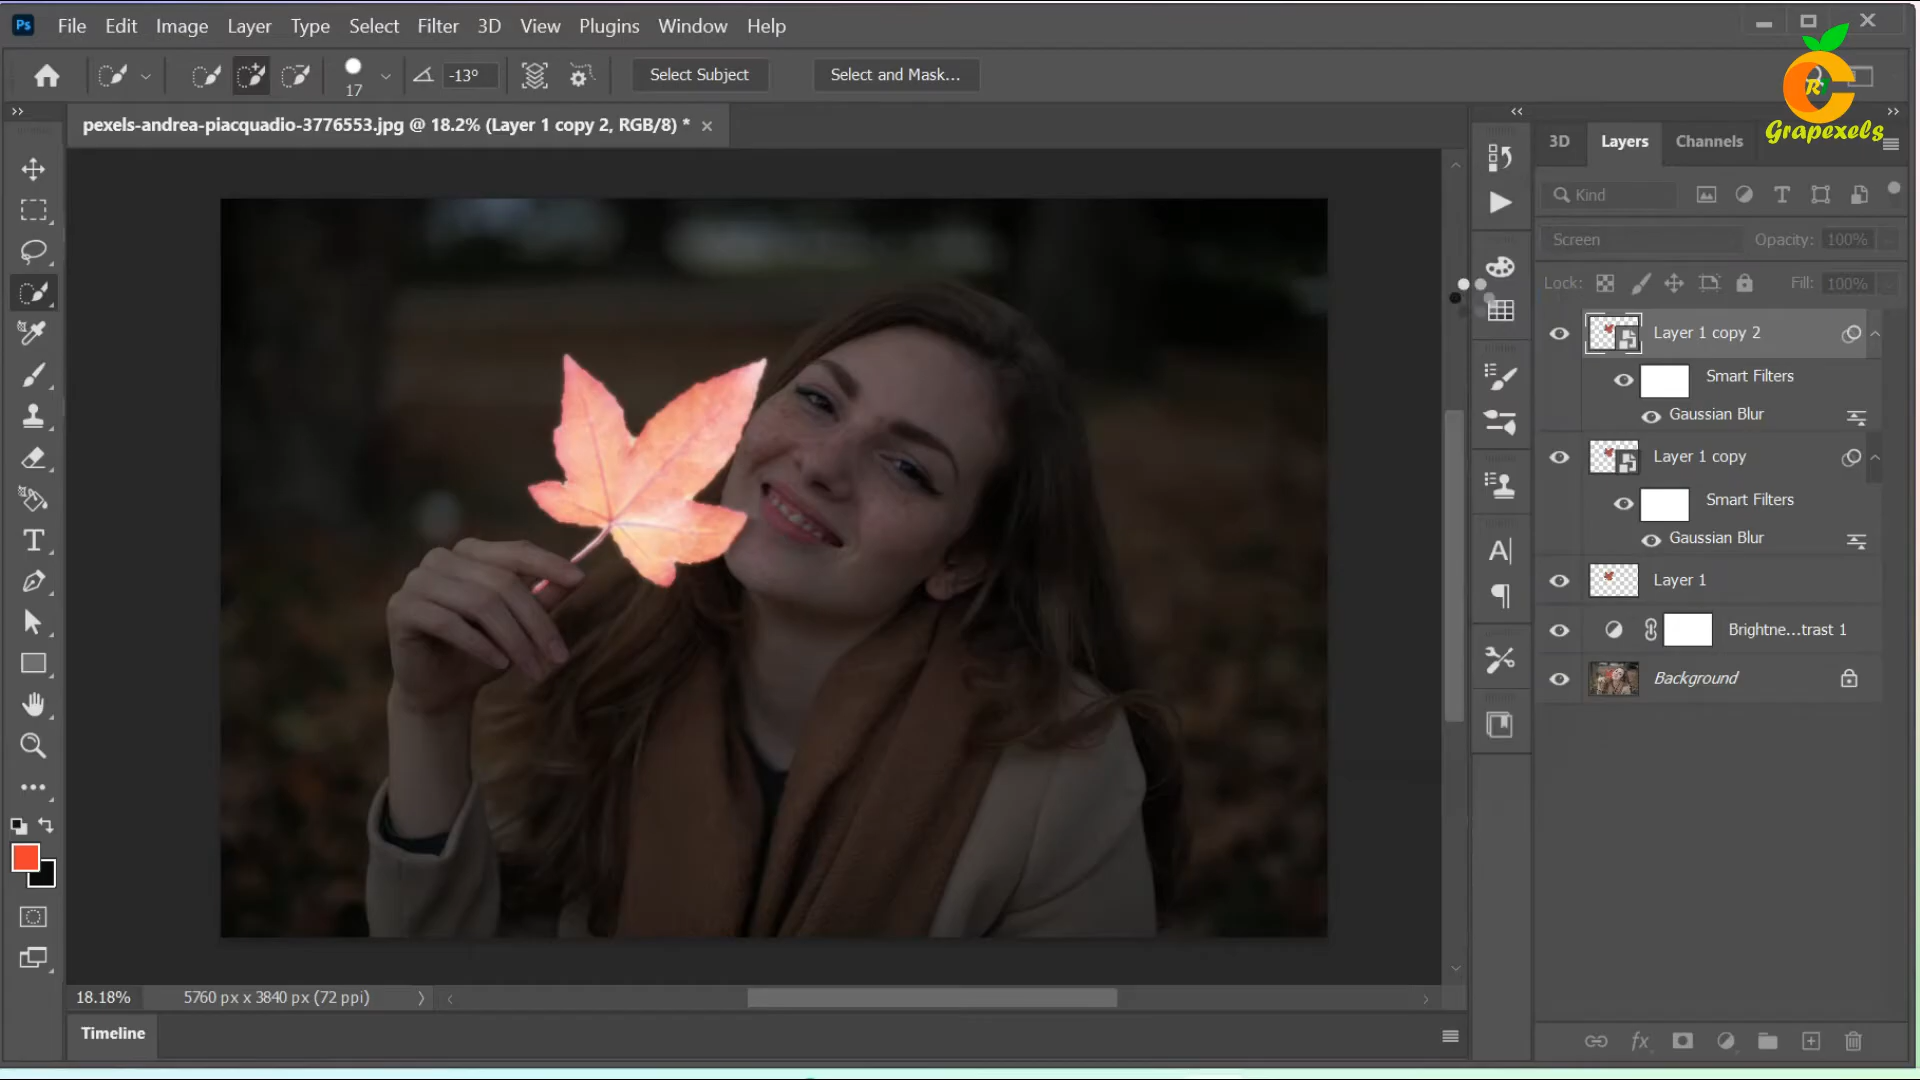 Ps File Edit Image Layer Type Select Filter 3D View Plugins Window Help
17 -13° Select Subject Select and Mask...
pexels-andrea-piacquadio-3776553.jpg @ 18.2% (Layer 1 copy 2, RGB/8) *
3D Layers Channels
Grapexels
Kind
Screen Opacity: 100%
Lock: Fill: 100%
Layer 1 copy 2
Smart Filters
Gaussian Blur
Layer 1 copy
Smart Filters
Gaussian Blur
Layer 1
Brightne...trast 1
Background
18.18% 5760 px x 3840 px (72 ppi)
Timeline